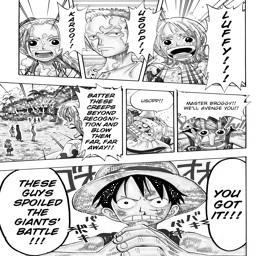 LUFFY!!!
USOPP!!
KAROO!!
MASTER BROGGY!!
WE'LL AVENGE YOU!!
USOPP!!
BATTER
THESE
CREEPS
BEYOND
RECOGNI-
TION AND
BLOW
THEM
FAR, FAR
AWAY!!
YOU
GOT
IT!!!
THESE
GUYS
SPOILED
THE
GIANTS'
BATTLE
!!!